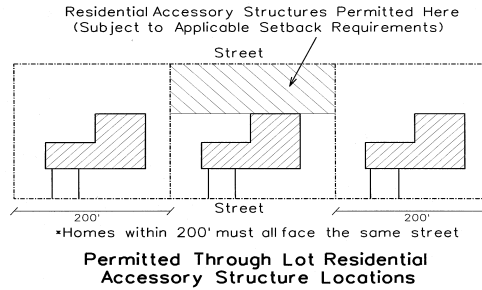 Residential Accessory Structures Permitted Here
(Subject to Applicable Setback Requirements)
Street
Street
200'
200'
*Homes within 200' must all face the same street
Permitted Through Lot Residential
Accessory Structure Locations